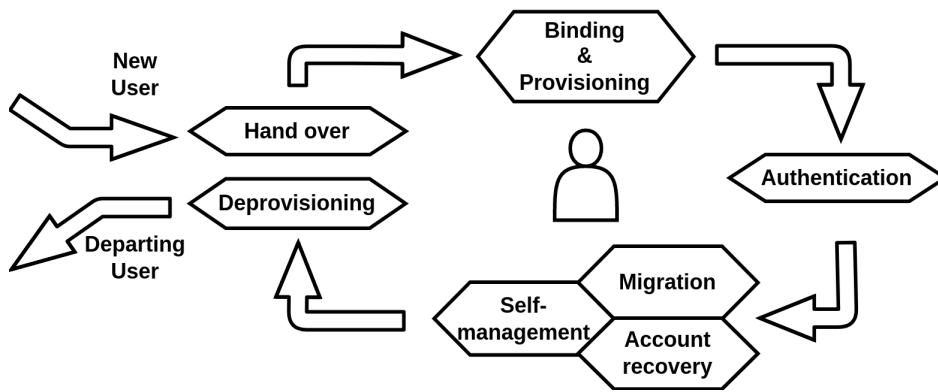 New
User
Hand over
Binding
&
Provisioning
Authentication
Migration
Self-
management
Account
recovery
Deprovisioning
Departing
User